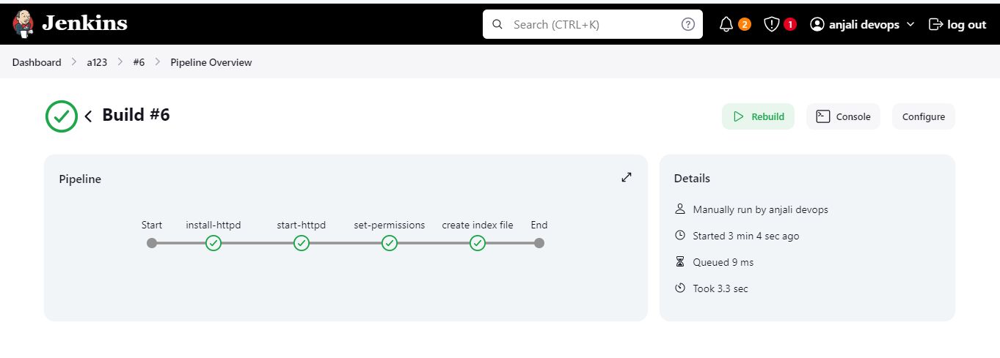 Jenkins
Search (CTRL+K)
?
2
1
anjali devops
log out
Dashboard
a123
#6
Pipeline Overview
Build #6
Rebuild
Console
Configure
Pipeline
Start
install-httpd
start-httpd
set-permissions
create index file
End
Details
Manually run by anjali devops
Started 3 min 4 sec ago
Queued 9 ms
Took 3.3 sec